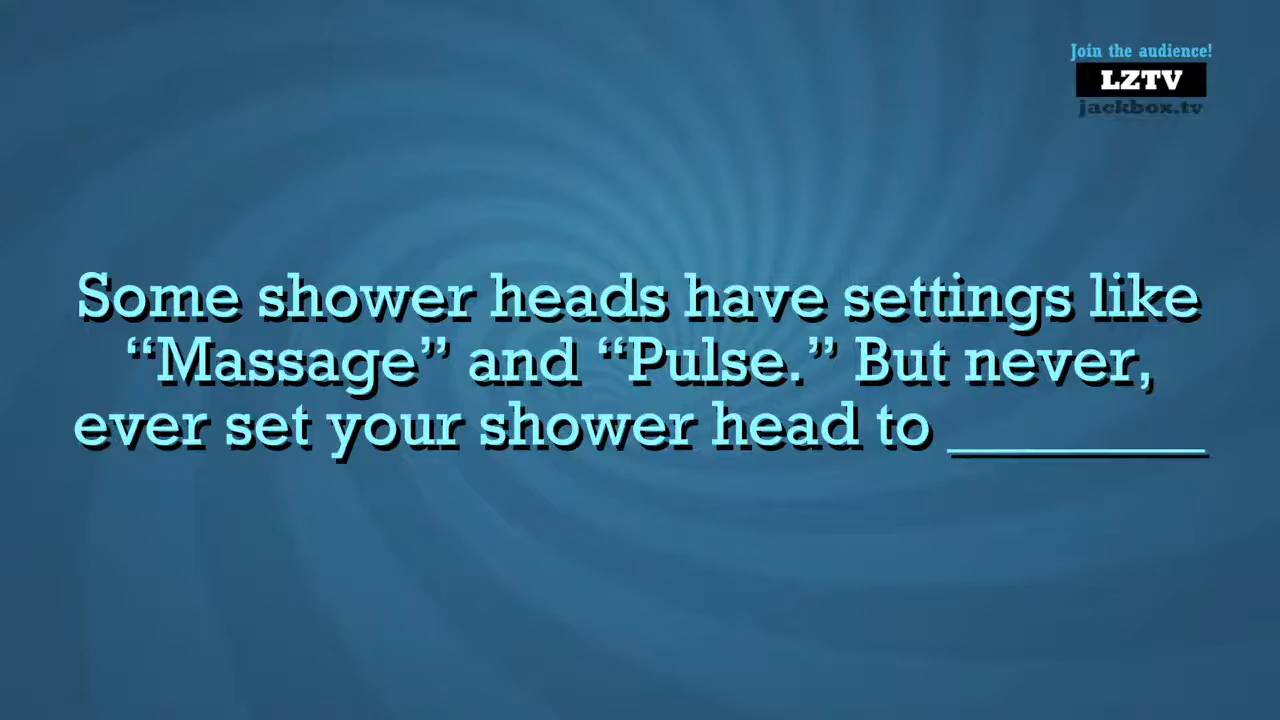 Join the audience!
LZTV
jackbox.tv
Some shower heads have settings like
“Massage” and “Pulse.” But never,
ever set your shower head to ________